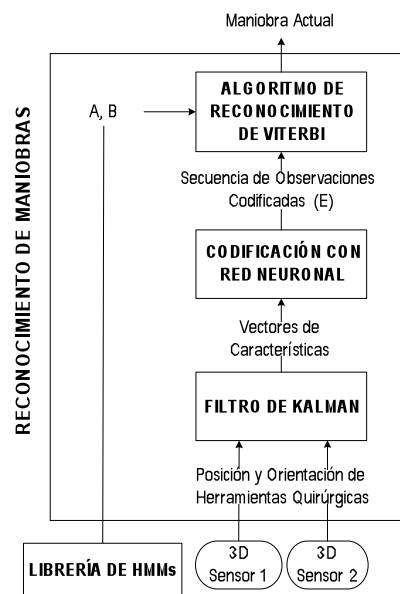 Maniobra Actual
ALGORITMO DE
RECONOCIMIENTO
DE VITERBI
A, B
Secuencia de Observaciones
Codificadas (E)
CODIFICACIÓN CON
RED NEURONAL
Vectores de
Características
FILTRO DE KALMAN
Posición y Orientación de
Herramientas Quirúrgicas
RECONOCIMIENTO DE MANIOBRAS
LIBRERÍA DE HMMs
3D
Sensor 1
3D
Sensor 2